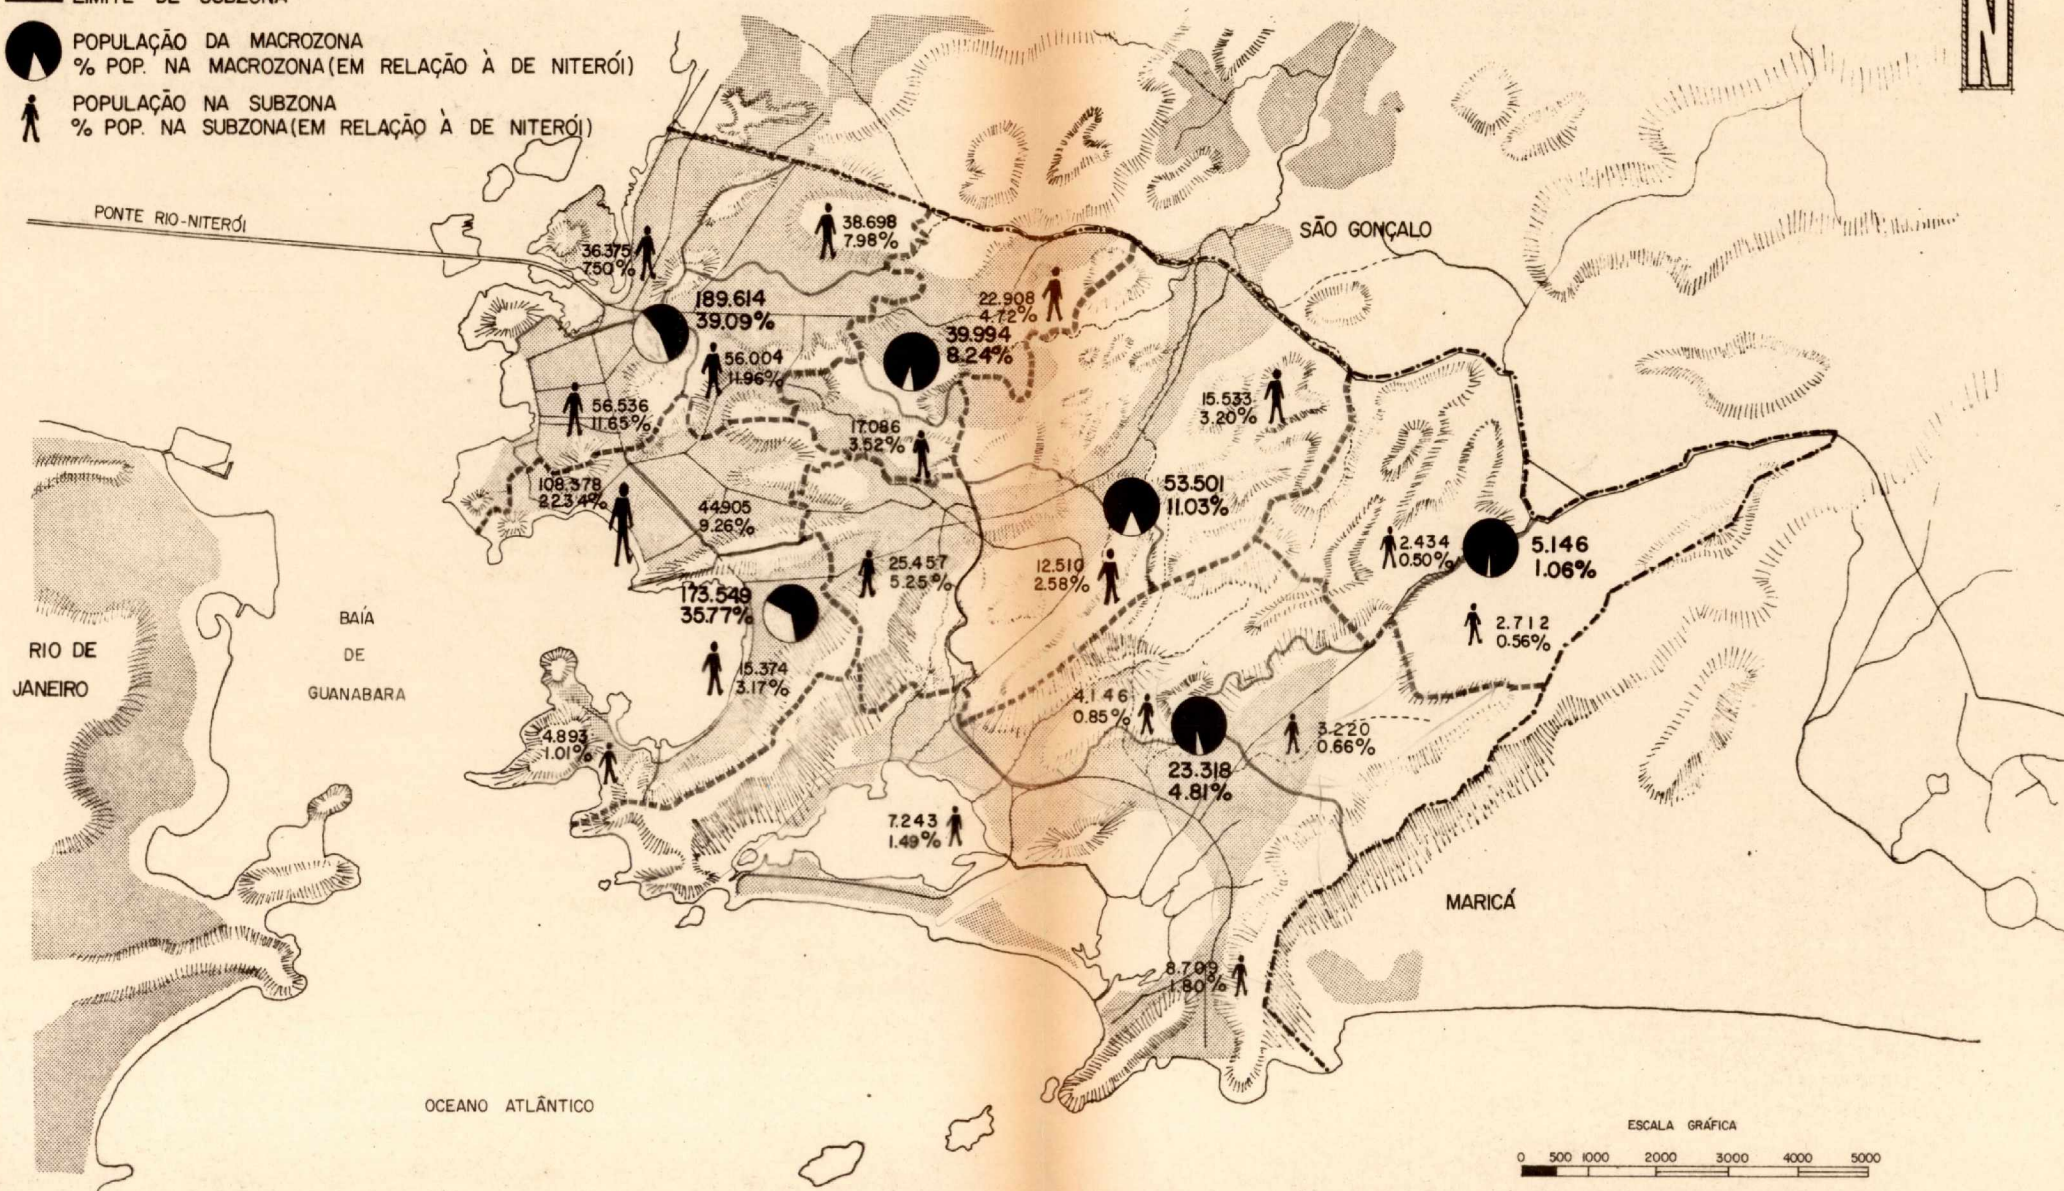 LIMITE DE SUBZONA
POPULAÇÃO DA MACROZONA
% POP. NA MACROZONA (EM RELAÇÃO À DE NITERÓI)
POPULAÇÃO NA SUBZONA
% POP. NA SUBZONA (EM RELAÇÃO À DE NITERÓI)
N
PONTE RIO-NITERÓI
SÃO GONÇALO
38.698
7.98%
36.375
7.50%
189.614
39.09%
22.908
4.72%
39.994
8.24%
56.004
11.96%
56.536
11.65%
17.086
3.52%
15.533
3.20%
108.378
22.34%
44.905
9.26%
53.501
11.03%
2.434
0.50%
5.146
1.06%
25.457
5.25%
12.510
2.58%
173.549
35.77%
2.712
0.56%
BAÍA
DE
GUANABARA
RIO DE
JANEIRO
15.374
3.17%
4.146
0.85%
3.220
0.66%
4.893
1.01%
23.318
4.81%
7.243
1.49%
MARICÁ
8.709
1.80%
OCEANO ATLÂNTICO
ESCALA GRÁFICA
0 500 1000 2000 3000 4000 5000